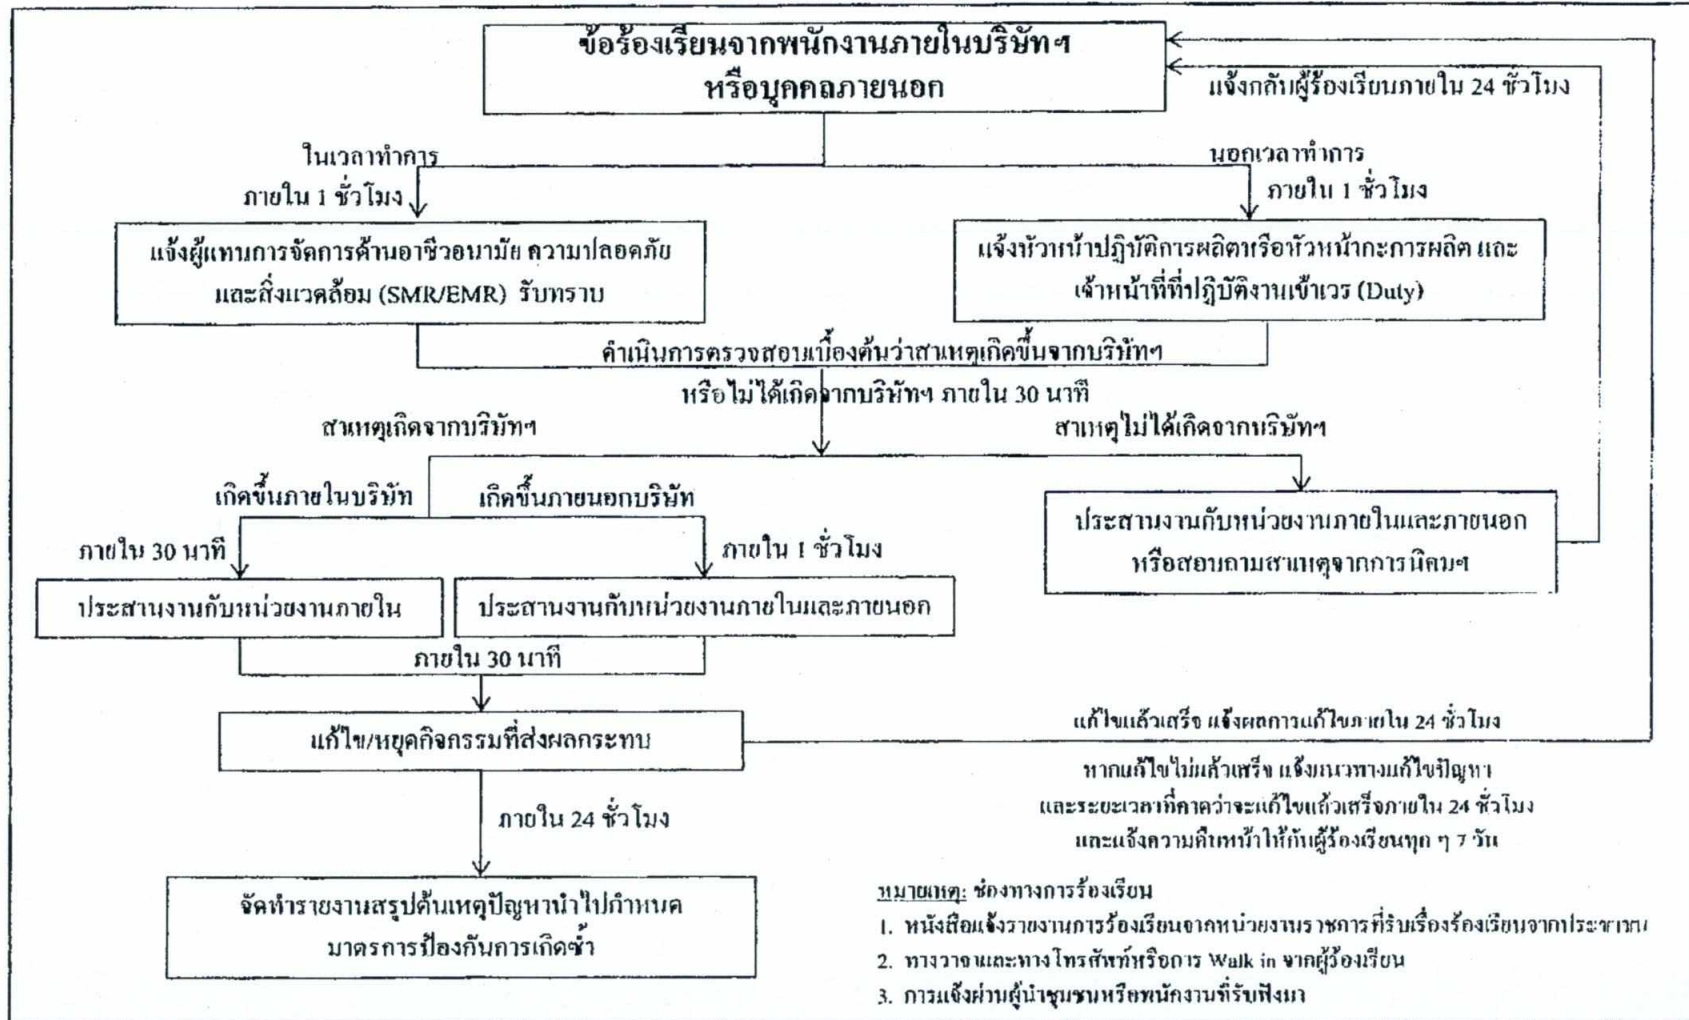 ข้อร้องเรียนจากพนักงานภายในบริษัทฯ
หรือบุคคลภายนอก
แจ้งกกับผู้ร้องเรียนภายใน 24 ชั่วโมง
ในเวลาทำการ
ภายใน 1 ชั่วโมง
นอกเวลาทำการ
ภายใน 1 ชั่วโมง
แจ้งผู้แทนการจัดการด้านอาชีวอนามัย ความปลอดภัย
และสิ่งแวดล้อม (SMR/EMR) รับทราบ
แจ้งหัวหน้าปฏิบัติการผลิตหรือหัวหน้ากะการผลิต และ
เจ้าหน้าที่ที่ปฏิบัติงานเข้าเวร (Duty)
ดำเนินการตรวจสอบเบื้องต้นว่าสาเหตุเกิดขึ้นจากบริษัทฯ
หรือไม่ได้เกิดจากบริษัทฯ ภายใน 30 นาที
สาเหตุเกิดจากบริษัทฯ
สาเหตุไม่ได้เกิดจากบริษัทฯ
เกิดขึ้นภายในบริษัท
เกิดขึ้นภายนอกบริษัท
ภายใน 30 นาที
ภายใน 1 ชั่วโมง
ประสานงานกับหน่วยงานภายในและภายนอก
หรือสอบถามสาเหตุจากการนิคมฯ
ประสานงานกับหน่วยงานภายใน
ประสานงานกับหน่วยงานภายในและภายนอก
ภายใน 30 นาที
แก้ไข/หยุดกิจกรรมที่ส่งผลกระทบ
แก้ไขแล้วเสร็จ แจ้งผลการแก้ไขภายใน 24 ชั่วโมง
หากแก้ไขไม่แล้วเสร็จ แจ้งแนวทางแก้ไขปัญหา
และระยะเวลาที่คาดว่าจะแก้ไขแล้วเสร็จภายใน 24 ชั่วโมง
และแจ้งความคืบหน้าให้กับผู้ร้องเรียนทุก ๆ 7 วัน
ภายใน 24 ชั่วโมง
จัดทำรายงานสรุปต้นเหตุปัญหานำไปกำหนด
มาตรการป้องกันการเกิดซ้ำ
หมายเหตุ: ช่องทางการร้องเรียน
1. หนังสือแจ้งรายงานการร้องเรียนจากหน่วยงานราชการที่รับเรื่องร้องเรียนจากประชาชน
2. ทางวาจาและทางโทรศัพท์หรือการ Walk in จากผู้ร้องเรียน
3. การแจ้งผ่านผู้นำชุมชนหรือพนักงานที่รับฟังมา